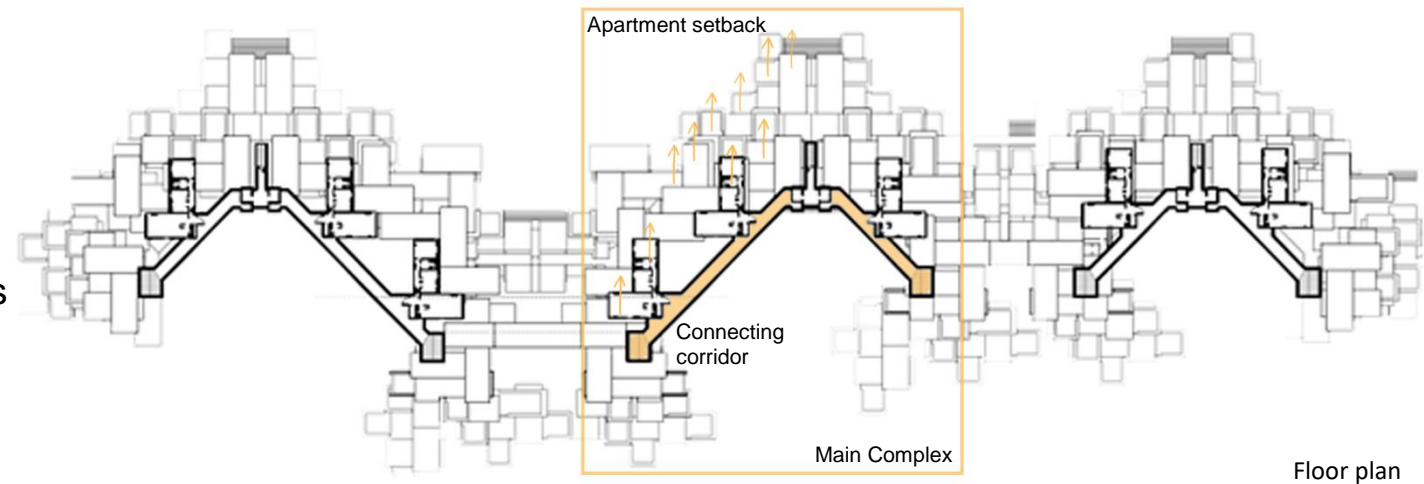 Apartment setback
s
Connecting
corridor
Main Complex
Floor plan